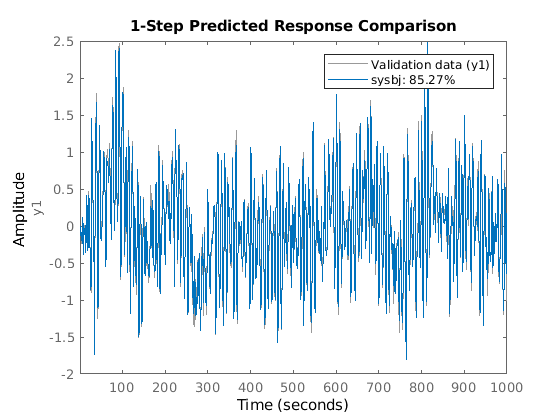 1-Step Predicted Response Comparison
2.5
2
1.5
1
0.5
0
-0.5
-1
-1.5
-2
Amplitude
y1
Validation data (y1)
sysbj: 85.27%
100 200 300 400 500 600 700 800 900 1000
Time (seconds)